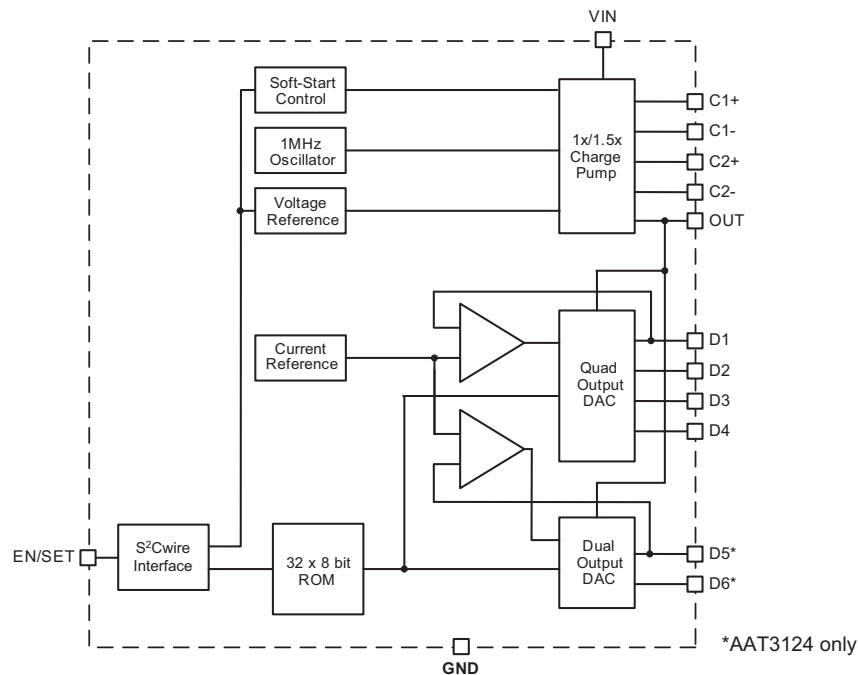 VIN
Soft-Start
Control
1MHz
Oscillator
Voltage
Reference
1x/1.5x
Charge
Pump
C1+
C1-
C2+
C2-
OUT
Current
Reference
Quad
Output
DAC
D1
D2
D3
D4
EN/SET
S²Cwire
Interface
32 x 8 bit
ROM
Dual
Output
DAC
D5*
D6*
*AAT3124 only
GND